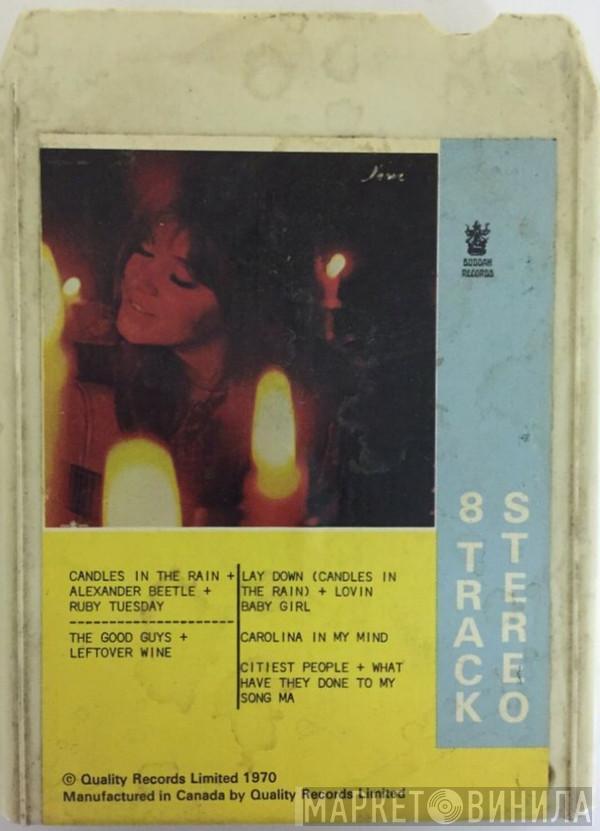 BUDDAH
RECORDS
8 TRACK
STEREO
CANDLES IN THE RAIN +
ALEXANDER BEETLE +
RUBY TUESDAY
THE GOOD GUYS +
LEFTOVER WINE
LAY DOWN (CANDLES IN
THE RAIN) + LOVIN
BABY GIRL
CAROLINA IN MY MIND
CITIEST PEOPLE + WHAT
HAVE THEY DONE TO MY
SONG MA
© Quality Records Limited 1970
Manufactured in Canada by Quality Records Limited
МАРКЕТ ВИНИЛА